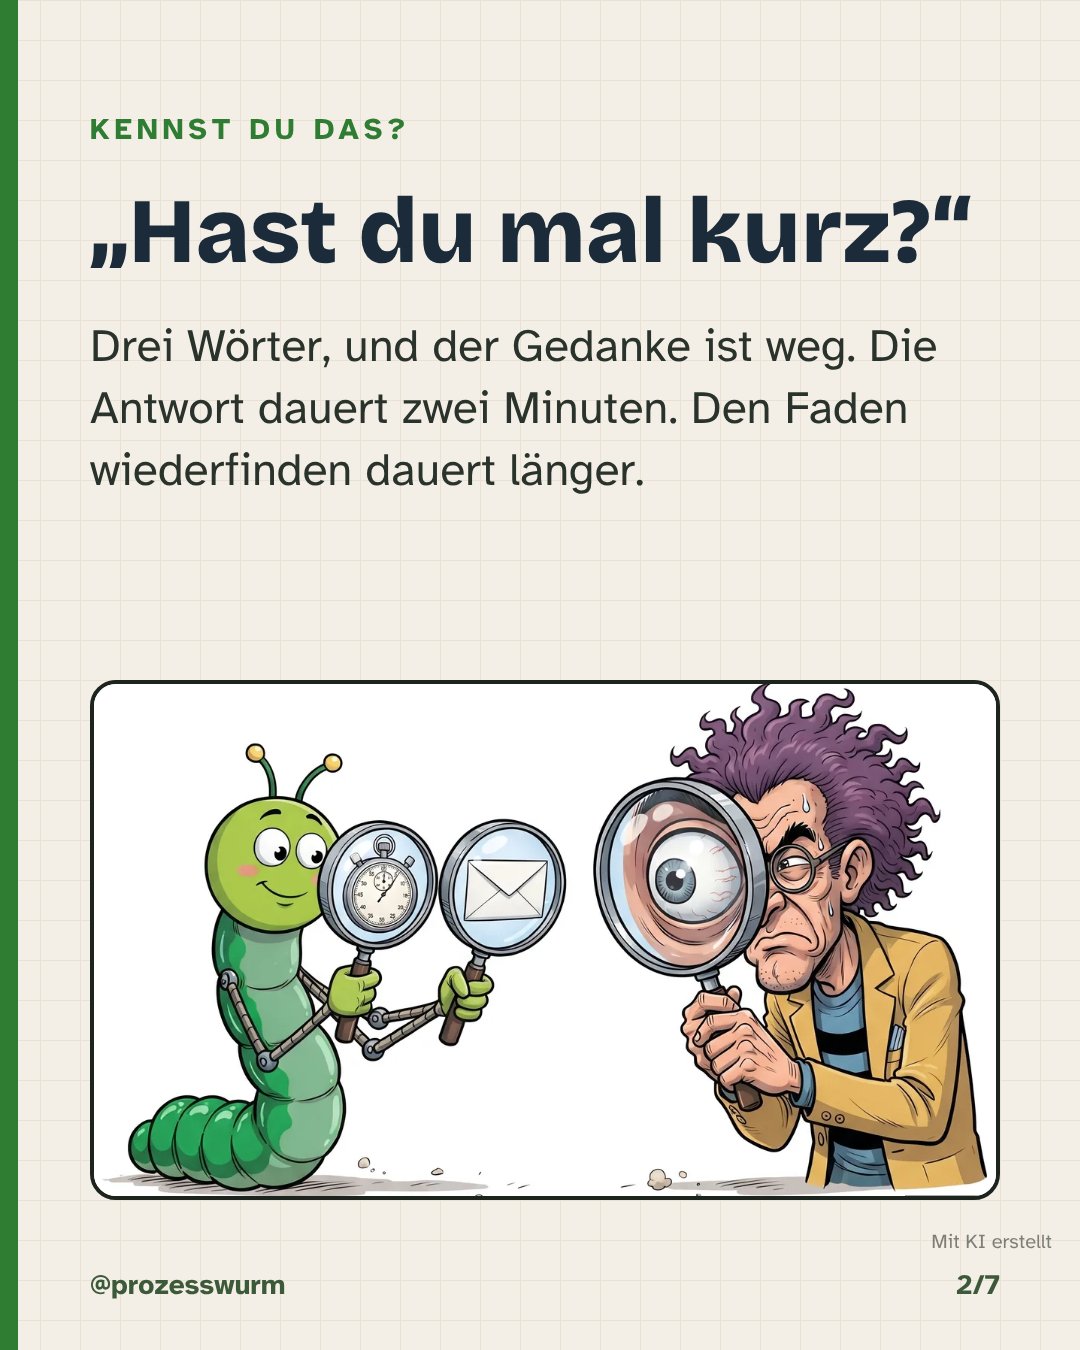 KENNST DU DAS?
„Hast du mal kurz?“
Drei Wörter, und der Gedanke ist weg. Die
Antwort dauert zwei Minuten. Den Faden
wiederfinden dauert länger.
Mit KI erstellt
@prozesswurm
2/7